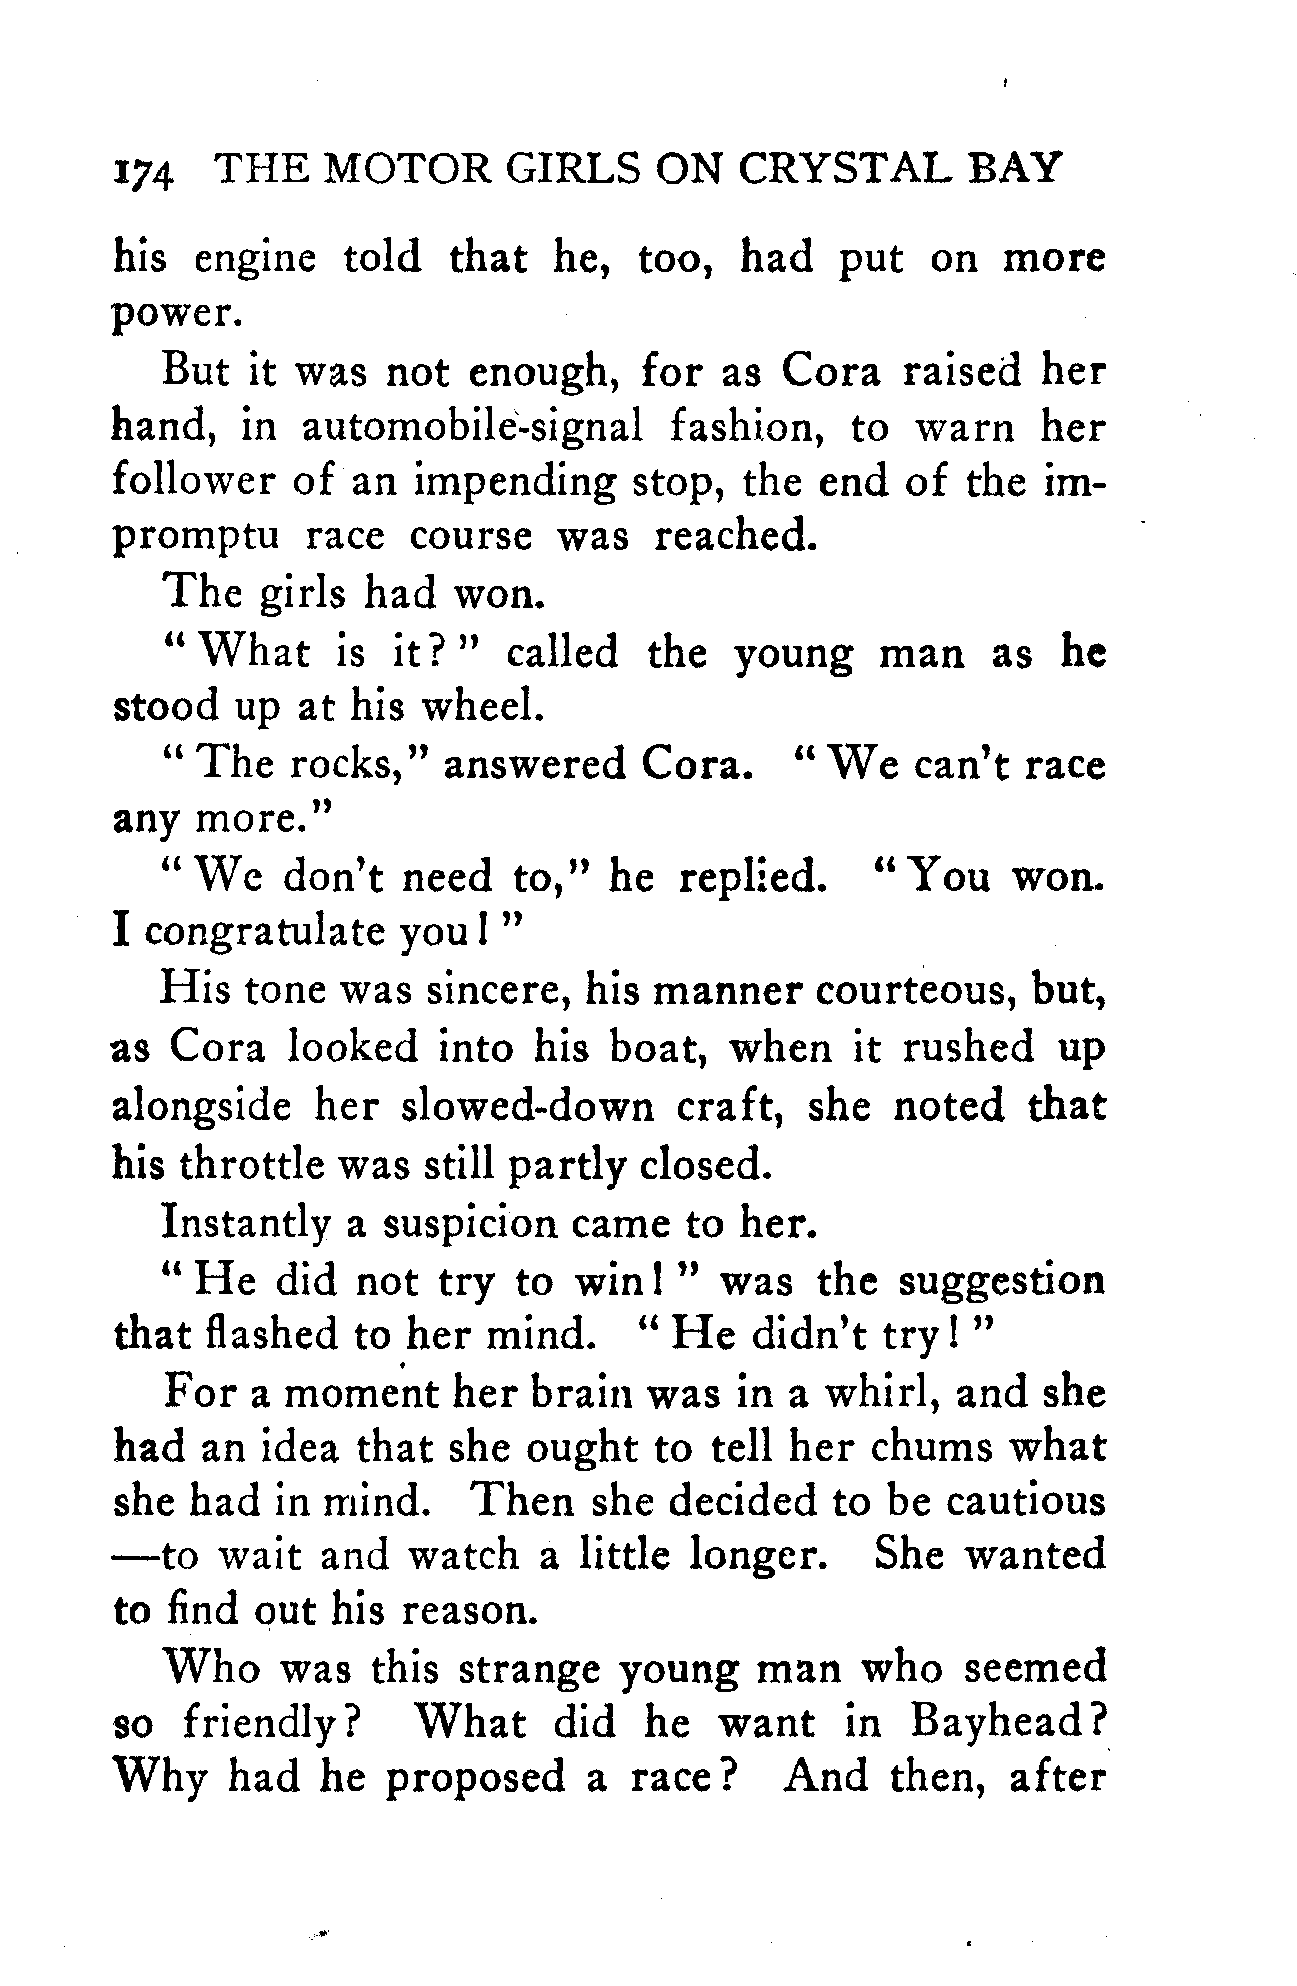 174 THE MOTOR GIRLS ON CRYSTAL BAY
his engine told that he, too, had put on more
power.
But it was not enough, for as Cora raised her
hand, in automobile-signal fashion, to warn her
follower of an impending stop, the end of the im-
promptu race course was reached.
The girls had won.
“ What is it? ” called the young man as he
stood up at his wheel.
“ The rocks,” answered Cora. “ We can't race
any more.”
“ We don't need to,” he replied. “ You won.
I congratulate you! ”
His tone was sincere, his manner courteous, but,
as Cora looked into his boat, when it rushed up
alongside her slowed-down craft, she noted that
his throttle was still partly closed.
Instantly a suspicion came to her.
“ He did not try to win! ” was the suggestion
that flashed to her mind. “ He didn't try! ”
For a moment her brain was in a whirl, and she
had an idea that she ought to tell her chums what
she had in mind. Then she decided to be cautious
—to wait and watch a little longer. She wanted
to find out his reason.
Who was this strange young man who seemed
so friendly? What did he want in Bayhead?
Why had he proposed a race? And then, after